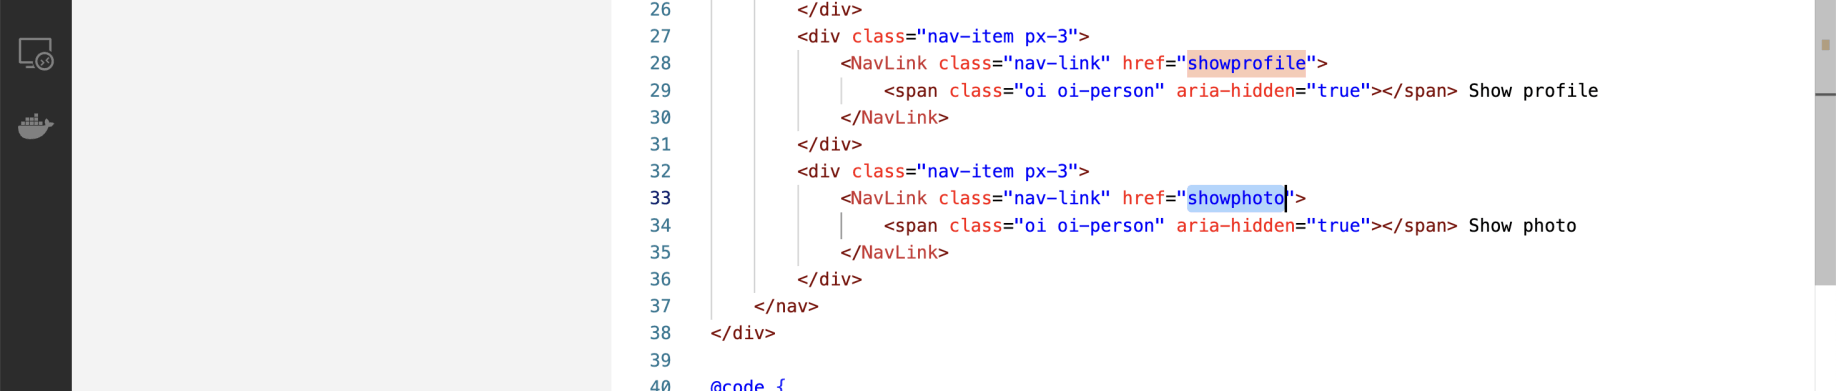 26 </div>
27 <div class="nav-item px-3">
28 <NavLink class="nav-link" href="showprofile">
29 <span class="oi oi-person" aria-hidden="true"></span> Show profile
30 </NavLink>
31 </div>
32 <div class="nav-item px-3">
33 <NavLink class="nav-link" href="showphoto">
34 <span class="oi oi-person" aria-hidden="true"></span> Show photo
35 </NavLink>
36 </div>
37 </nav>
38 </div>
39
40 @code {